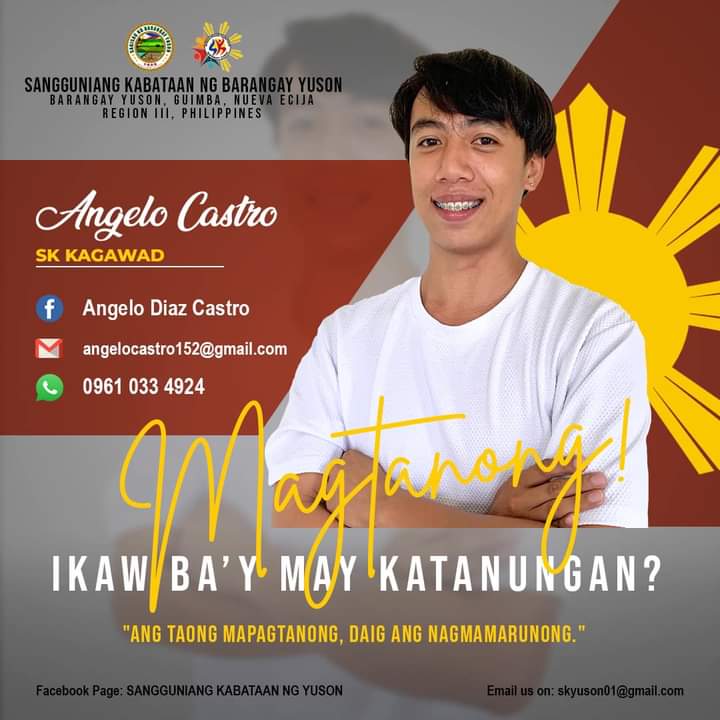 SANGGUNIANG KABATAAN NG BARANGAY YUSON
BARANGAY YUSON, GUIMBA, NUEVA ECIJA
REGION III, PHILIPPINES
Angelo Castro
SK KAGAWAD
Angelo Diaz Castro
angelocastro152@gmail.com
0961 033 4924
Magtanong!
IKAW BA'Y MAY KATANUNGAN?
"ANG TAONG MAPAGTANONG, DAIG ANG NAGMAMARUNONG."
Facebook Page: SANGGUNIANG KABATAAN NG YUSON
Email us on: skyuson01@gmail.com